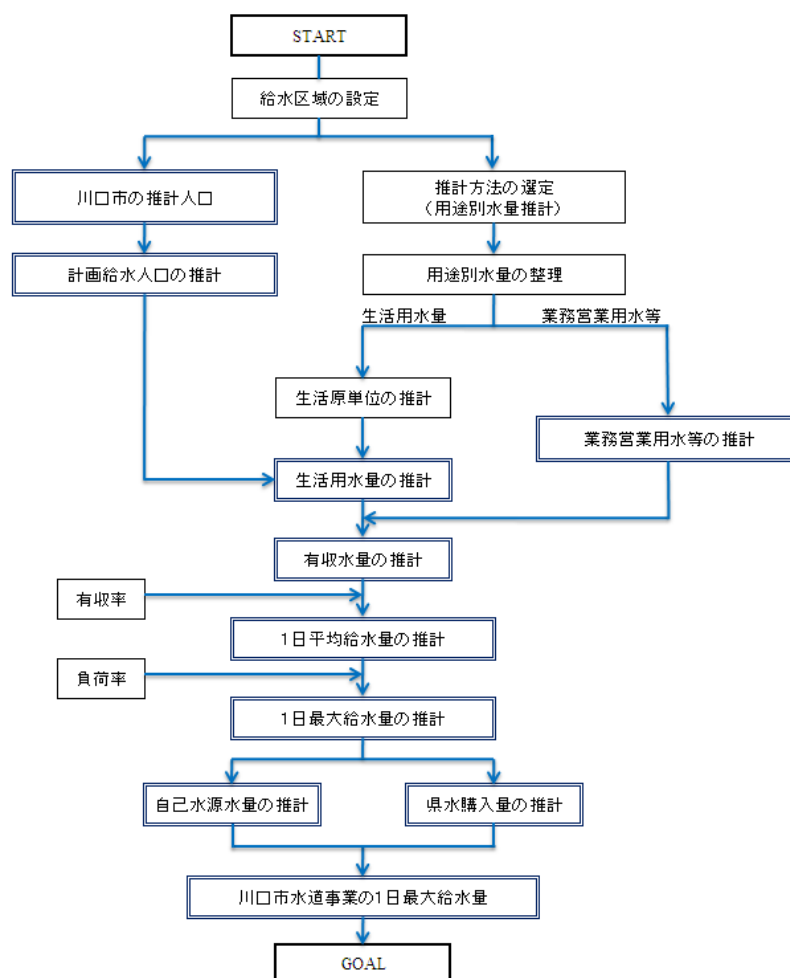 START
給水区域の設定
川口市の推計人口
推計方法の選定
（用途別水量推計）
計画給水人口の推計
用途別水量の整理
生活用水量
業務営業用水等
生活原単位の推計
業務営業用水等の推計
生活用水量の推計
有収水量の推計
有収率
1日平均給水量の推計
負荷率
1日最大給水量の推計
自己水源水量の推計
県水購入量の推計
川口市水道事業の1日最大給水量
GOAL